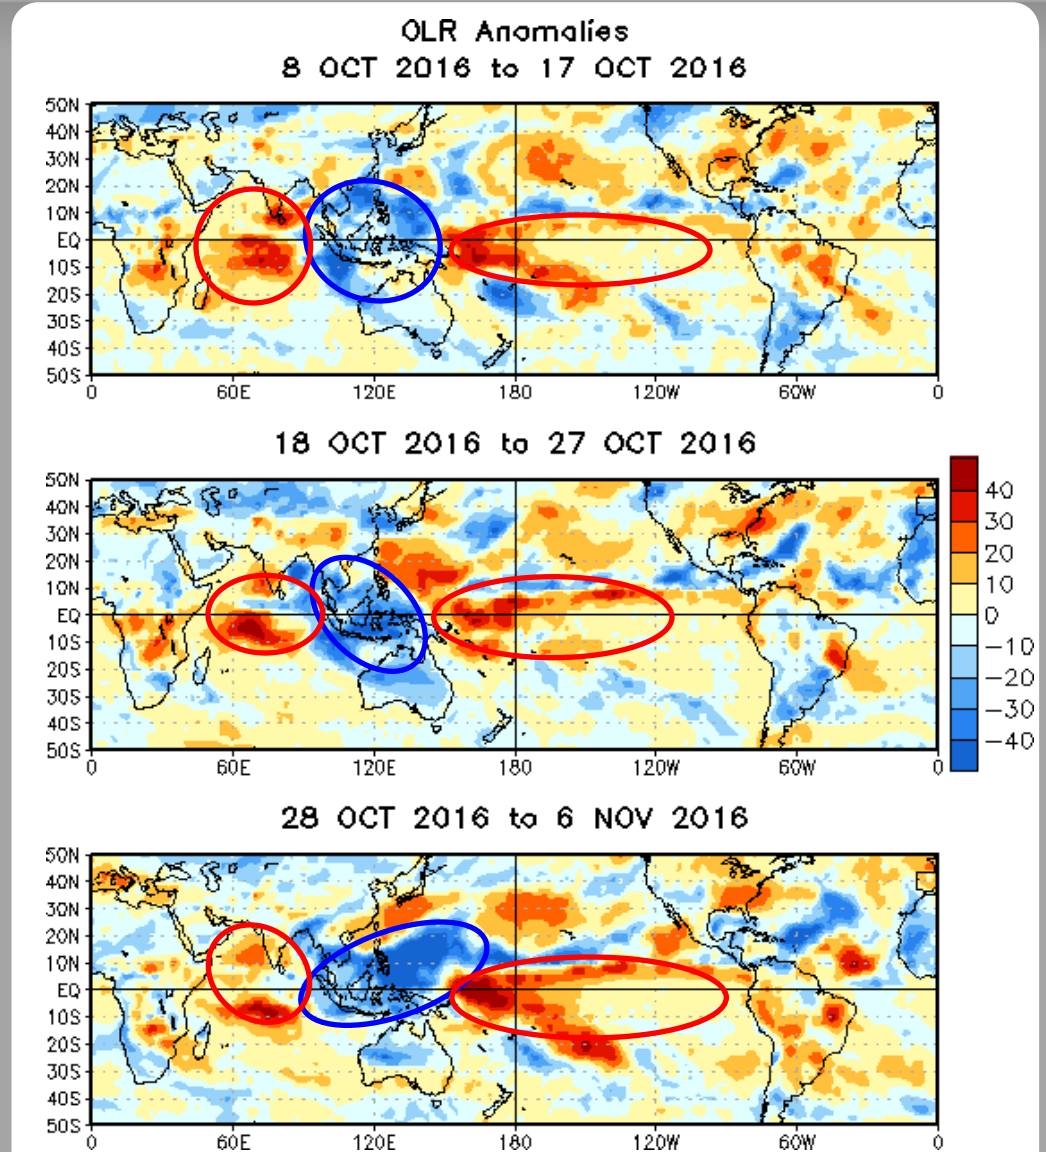 OLR Anomalies
8 OCT 2016 to 17 OCT 2016
50N
40N
30N
20N
10N
EQ
10S
20S
30S
40S
50S
0 60E 120E 180 120W 60W 0
18 OCT 2016 to 27 OCT 2016
50N
40N
30N
20N
10N
EQ
10S
20S
30S
40S
50S
0 60E 120E 180 120W 60W 0
40
30
20
10
0
−10
−20
−30
−40
28 OCT 2016 to 6 NOV 2016
50N
40N
30N
20N
10N
EQ
10S
20S
30S
40S
50S
0 60E 120E 180 120W 60W 0